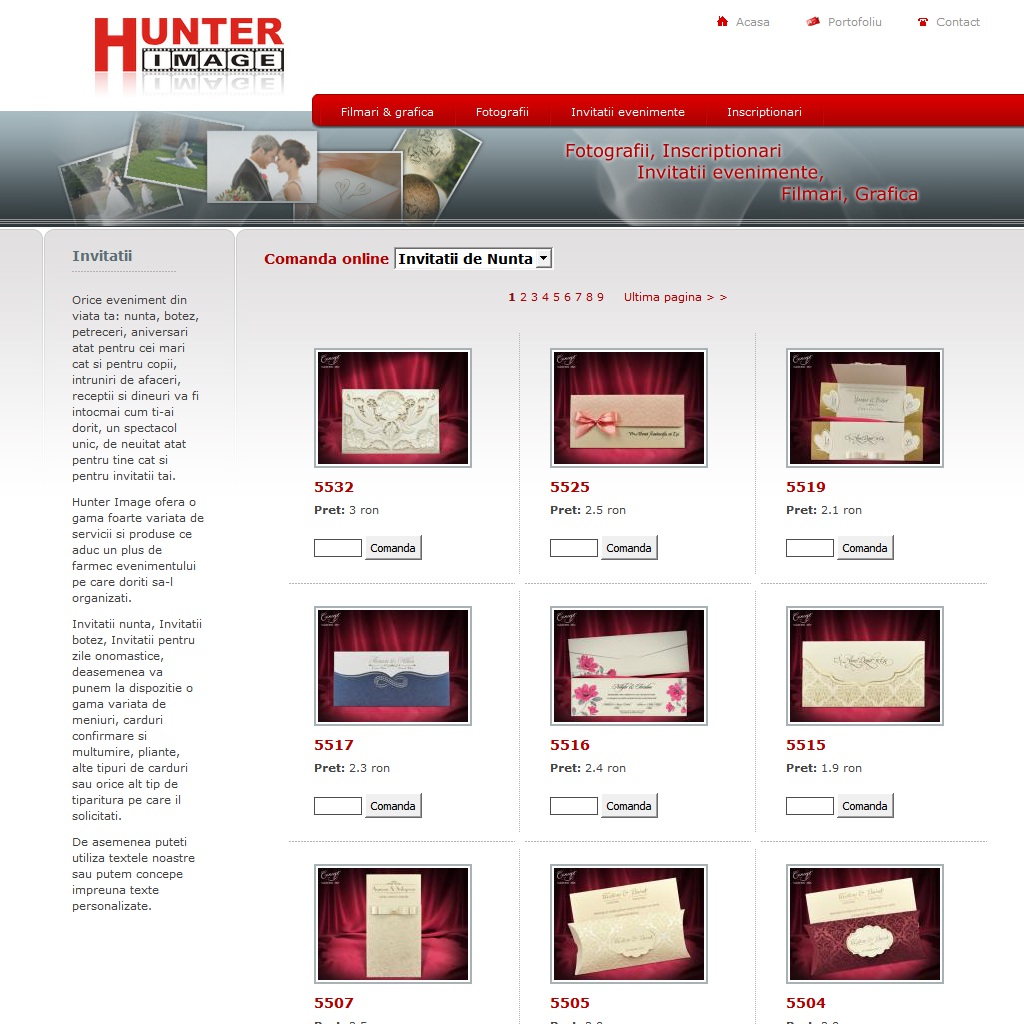 HUNTER
IMAGE
Acasa
Portofoliu
Contact
Filmari & grafica
Fotografii
Invitatii evenimente
Inscriptionari
Fotografii, Inscriptionari
Invitatii evenimente,
Filmari, Grafica
Invitatii
Orice eveniment din
viata ta: nunta, botez,
petreceri, aniversari
atat pentru cei mari
cat si pentru copii,
intruniri de afaceri,
receptii si dineuri va fi
intocmai cum ti-ai
dorit, un spectacol
unic, de neuitat atat
pentru tine cat si
pentru invitatii tai.
Hunter Image ofera o
gama foarte variata de
servicii si produse ce
aduc un plus de
farmec evenimentului
pe care doriti sa-l
organizati.
Invitatii nunta, Invitatii
botez, Invitatii pentru
zile onomastice,
deasemenea va
punem la dispozitie o
gama variata de
meniuri, carduri
confirmare si
multumire, pliante,
alte tipuri de carduri
sau orice alt tip de
tiparitura pe care il
solicitati.
De asemenea puteti
utiliza textele noastre
sau putem concepe
impreuna texte
personalizate.
Comanda online Invitatii de Nunta
1 2 3 4 5 6 7 8 9 Ultima pagina > >
5532
Pret: 3 ron
Comanda
5525
Pret: 2.5 ron
Comanda
5519
Pret: 2.1 ron
Comanda
5517
Pret: 2.3 ron
Comanda
5516
Pret: 2.4 ron
Comanda
5515
Pret: 1.9 ron
Comanda
5507
5505
5504